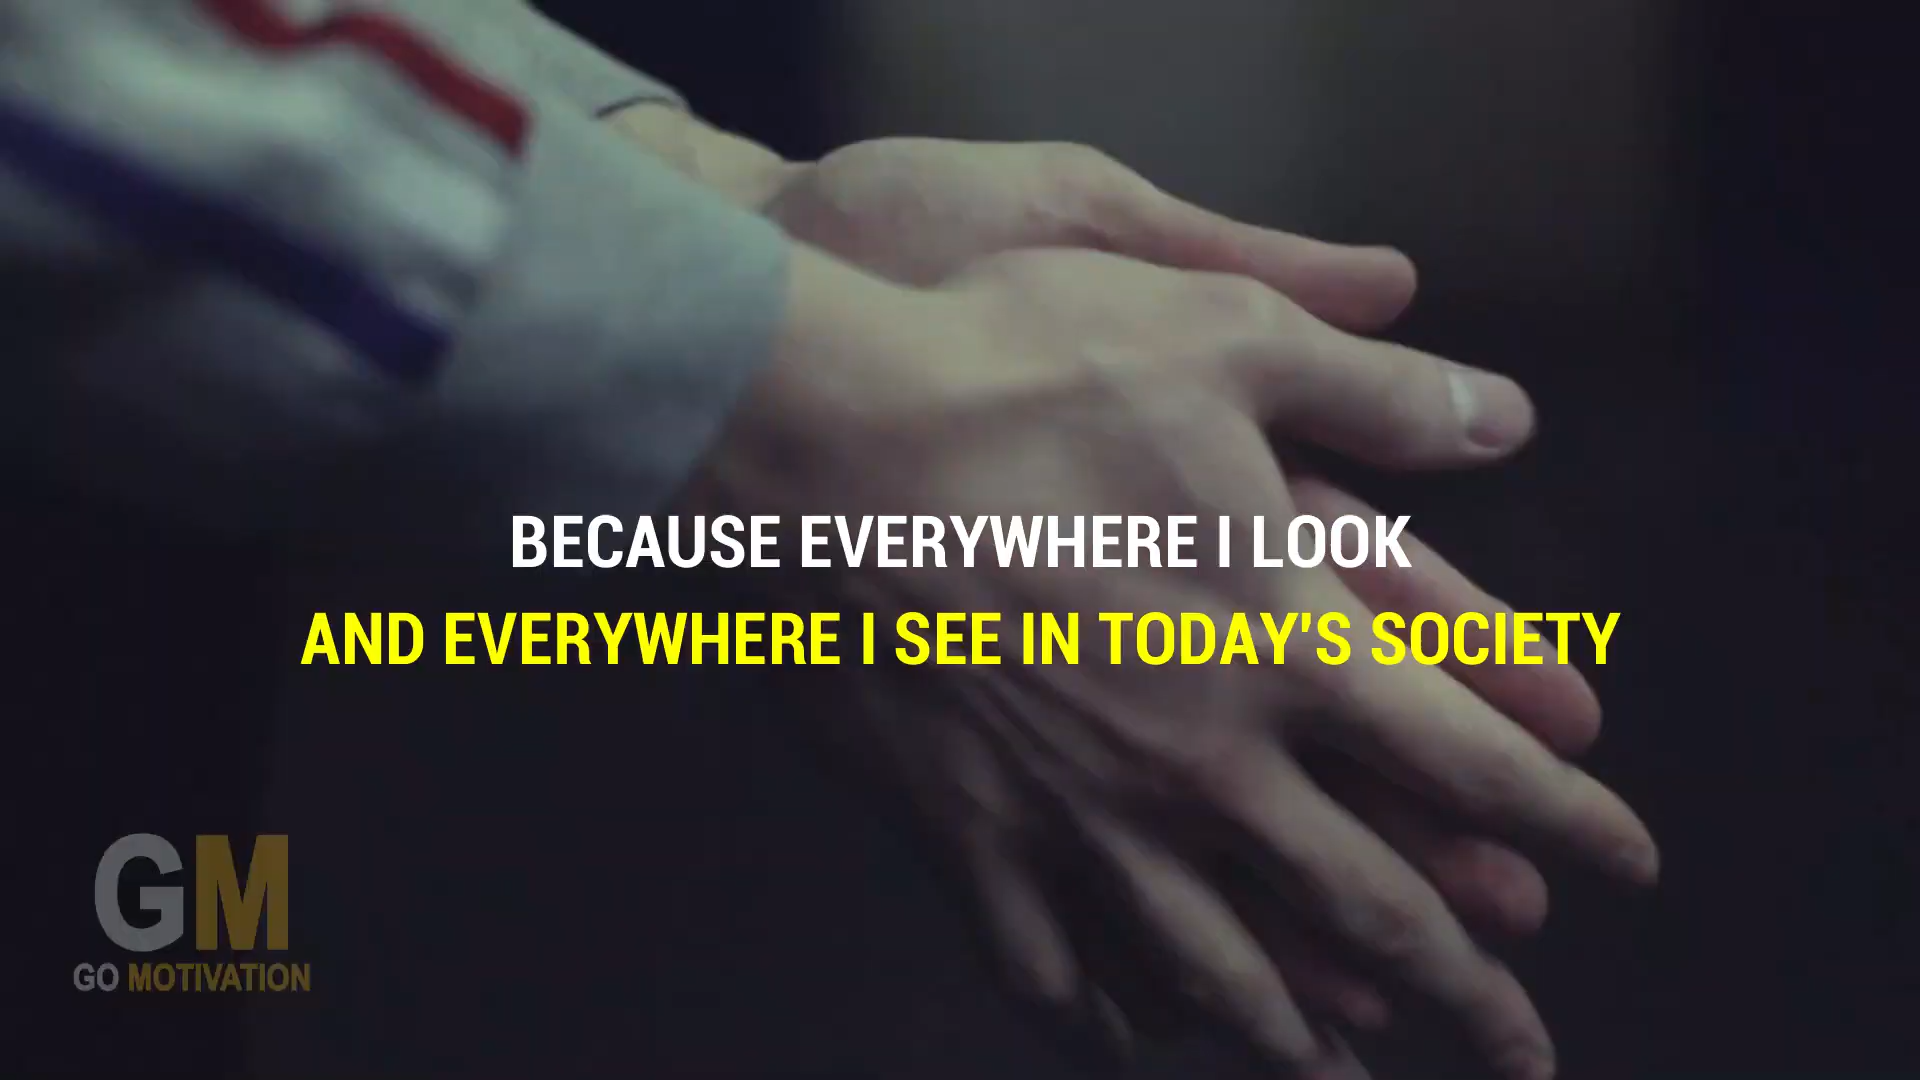 BECAUSE EVERYWHERE I LOOK
AND EVERYWHERE I SEE IN TODAY'S SOCIETY
GM
GO MOTIVATION